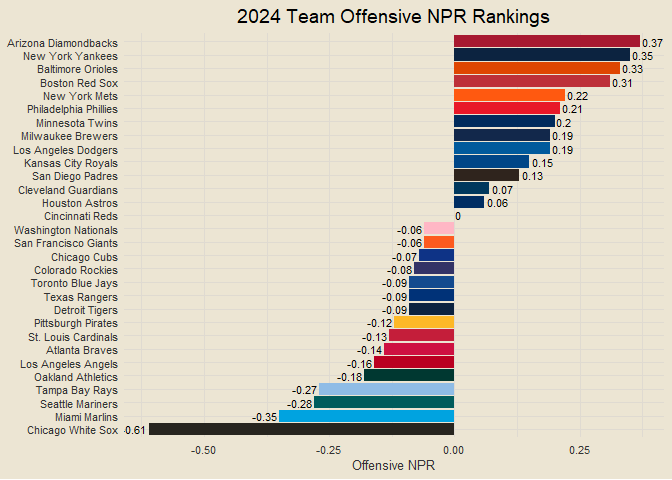 2024 Team Offensive NPR Rankings
Arizona Diamondbacks 0.37
New York Yankees 0.35
Baltimore Orioles 0.33
Boston Red Sox 0.31
New York Mets 0.22
Philadelphia Phillies 0.21
Minnesota Twins 0.2
Milwaukee Brewers 0.19
Los Angeles Dodgers 0.19
Kansas City Royals 0.15
San Diego Padres 0.13
Cleveland Guardians 0.07
Houston Astros 0.06
Cincinnati Reds 0
Washington Nationals -0.06
San Francisco Giants -0.06
Chicago Cubs -0.07
Colorado Rockies -0.08
Toronto Blue Jays -0.09
Texas Rangers -0.09
Detroit Tigers -0.09
Pittsburgh Pirates -0.12
St. Louis Cardinals -0.13
Atlanta Braves -0.14
Los Angeles Angels -0.16
Oakland Athletics -0.18
Tampa Bay Rays -0.27
Seattle Mariners -0.28
Miami Marlins -0.35
Chicago White Sox -0.61
-0.50 -0.25 0.00 0.25
Offensive NPR